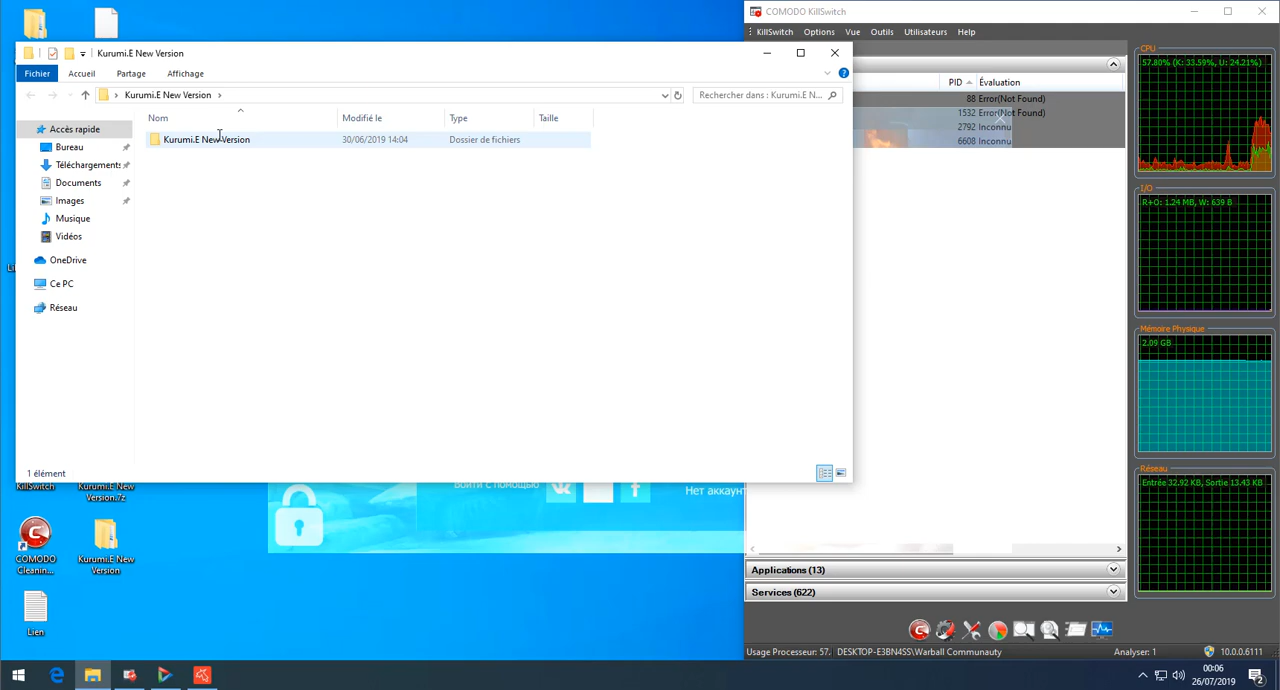 Kurumi.E New Version
Fichier
Accueil
Partage
Affichage
Kurumi.E New Version
Rechercher dans : Kurumi.E N...
Nom
Modifié le
Type
Taille
Kurumi.E New Version
30/06/2019 14:04
Dossier de fichiers
Accès rapide
Bureau
Téléchargements
Documents
Images
Musique
Vidéos
OneDrive
Ce PC
Réseau
1 élément
KillSwitch
Kurumi.E New
Version.7z
COMODO
Cleanin...
Kurumi.E New
Version
Lien
Войти с помощью
Нет аккаунт
COMODO KillSwitch
KillSwitch
Options
Vue
Outils
Utilisateurs
Help
PID
Évaluation
88 Error(Not Found)
1532 Error(Not Found)
2792 Inconnu
6608 Inconnu
Applications (13)
Services (622)
CPU
57.80% (K: 33.59%, U: 24.21%)
I/O
R+O: 1.24 MB, W: 639 B
Mémoire Physique
2.09 GB
Réseau
Entrée 32.92 KB, Sortie 13.43 KB
Usage Processeur: 57.
DESKTOP-E3BN4SS\Warball Communauty
Analyser: 1
10.0.0.6111
00:06
26/07/2019
2